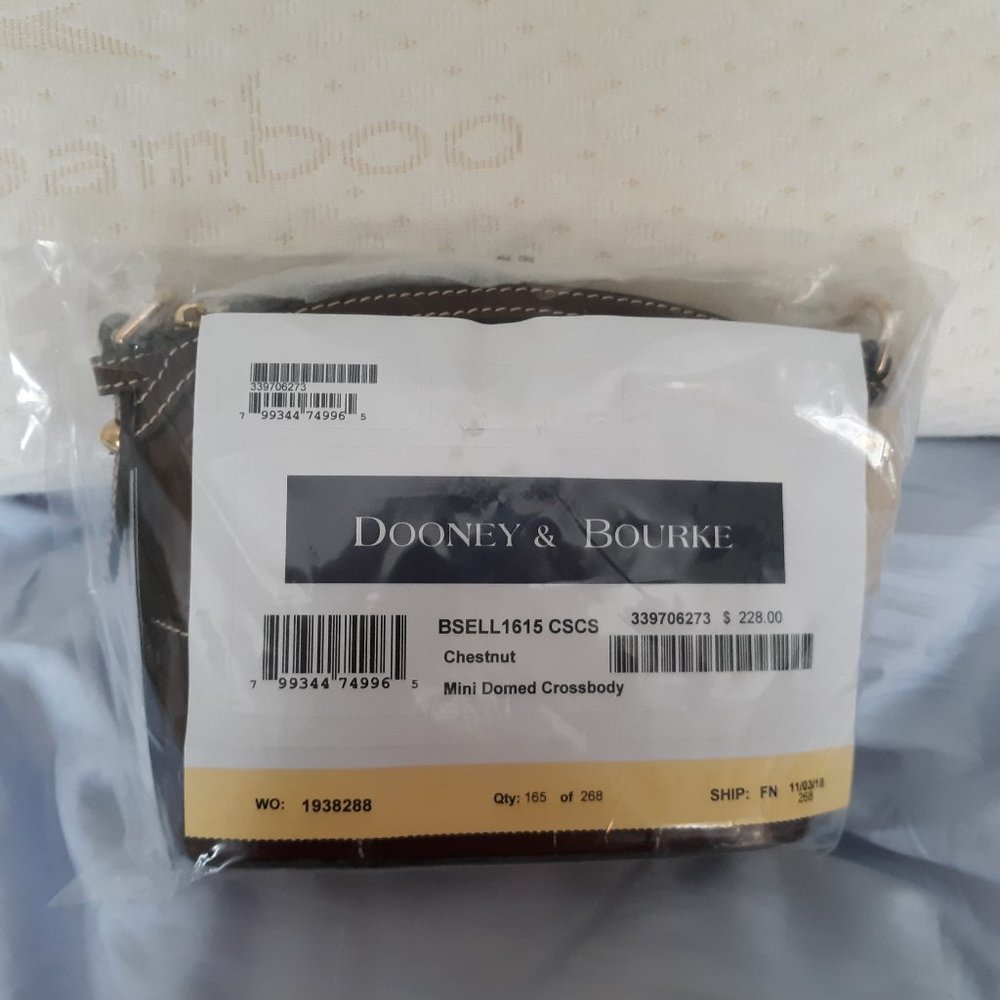 bamboo
339706273
7 99344 74996 5
DOONEY & BOURKE
BSELL1615 CSCS
339706273 $ 228.00
Chestnut
7 99344 74996 5
Mini Domed Crossbody
WO: 1938288
Qty: 165 of 268
SHIP: FN 11/03/18
268